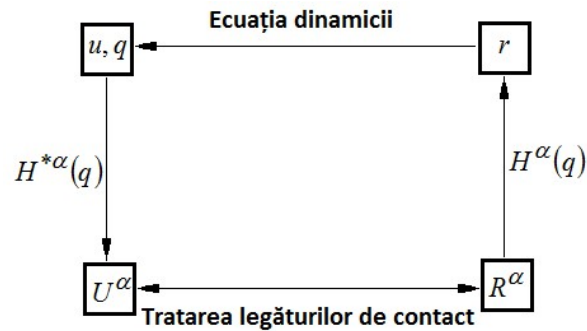 Ecuația dinamicii
u, q
r
H*α(q)
Hα(q)
Uα
Rα
Tratarea legăturilor de contact